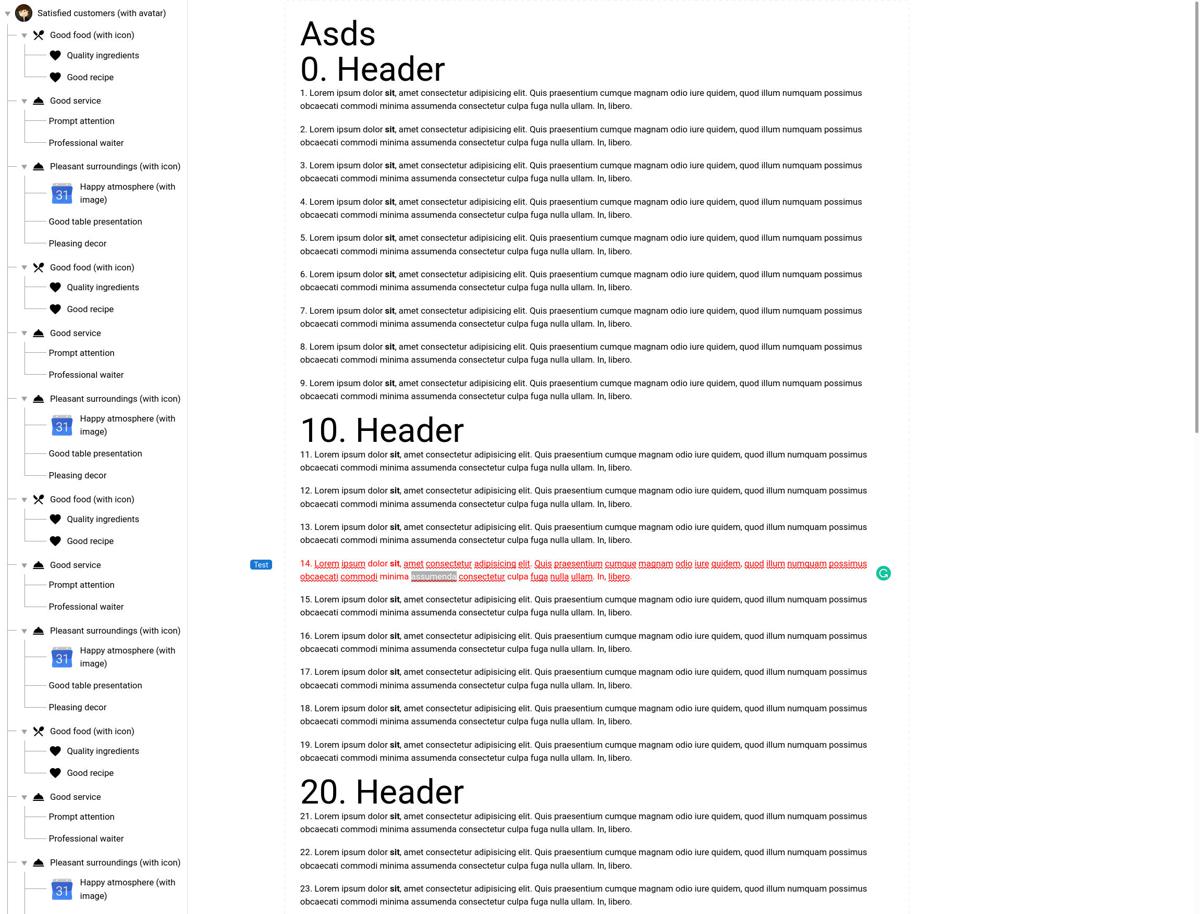 Satisfied customers (with avatar)
Good food (with icon)
Quality ingredients
Good recipe
Good service
Prompt attention
Professional waiter
Pleasant surroundings (with icon)
31
Happy atmosphere (with
image)
Good table presentation
Pleasing decor
Good food (with icon)
Quality ingredients
Good recipe
Good service
Prompt attention
Professional waiter
Pleasant surroundings (with icon)
31
Happy atmosphere (with
image)
Good table presentation
Pleasing decor
Good food (with icon)
Quality ingredients
Good recipe
Good service
Prompt attention
Professional waiter
Pleasant surroundings (with icon)
31
Happy atmosphere (with
image)
Good table presentation
Pleasing decor
Good food (with icon)
Quality ingredients
Good recipe
Good service
Prompt attention
Professional waiter
Pleasant surroundings (with icon)
31
Happy atmosphere (with
image)
Asds
0. Header
1. Lorem ipsum dolor sit, amet consectetur adipisicing elit. Quis praesentium cumque magnam odio iure quidem, quod illum numquam possimus
obcaecati commodi minima assumenda consectetur culpa fuga nulla ullam. In, libero.
2. Lorem ipsum dolor sit, amet consectetur adipisicing elit. Quis praesentium cumque magnam odio iure quidem, quod illum numquam possimus
obcaecati commodi minima assumenda consectetur culpa fuga nulla ullam. In, libero.
3. Lorem ipsum dolor sit, amet consectetur adipisicing elit. Quis praesentium cumque magnam odio iure quidem, quod illum numquam possimus
obcaecati commodi minima assumenda consectetur culpa fuga nulla ullam. In, libero.
4. Lorem ipsum dolor sit, amet consectetur adipisicing elit. Quis praesentium cumque magnam odio iure quidem, quod illum numquam possimus
obcaecati commodi minima assumenda consectetur culpa fuga nulla ullam. In, libero.
5. Lorem ipsum dolor sit, amet consectetur adipisicing elit. Quis praesentium cumque magnam odio iure quidem, quod illum numquam possimus
obcaecati commodi minima assumenda consectetur culpa fuga nulla ullam. In, libero.
6. Lorem ipsum dolor sit, amet consectetur adipisicing elit. Quis praesentium cumque magnam odio iure quidem, quod illum numquam possimus
obcaecati commodi minima assumenda consectetur culpa fuga nulla ullam. In, libero.
7. Lorem ipsum dolor sit, amet consectetur adipisicing elit. Quis praesentium cumque magnam odio iure quidem, quod illum numquam possimus
obcaecati commodi minima assumenda consectetur culpa fuga nulla ullam. In, libero.
8. Lorem ipsum dolor sit, amet consectetur adipisicing elit. Quis praesentium cumque magnam odio iure quidem, quod illum numquam possimus
obcaecati commodi minima assumenda consectetur culpa fuga nulla ullam. In, libero.
9. Lorem ipsum dolor sit, amet consectetur adipisicing elit. Quis praesentium cumque magnam odio iure quidem, quod illum numquam possimus
obcaecati commodi minima assumenda consectetur culpa fuga nulla ullam. In, libero.
10. Header
11. Lorem ipsum dolor sit, amet consectetur adipisicing elit. Quis praesentium cumque magnam odio iure quidem, quod illum numquam possimus
obcaecati commodi minima assumenda consectetur culpa fuga nulla ullam. In, libero.
12. Lorem ipsum dolor sit, amet consectetur adipisicing elit. Quis praesentium cumque magnam odio iure quidem, quod illum numquam possimus
obcaecati commodi minima assumenda consectetur culpa fuga nulla ullam. In, libero.
13. Lorem ipsum dolor sit, amet consectetur adipisicing elit. Quis praesentium cumque magnam odio iure quidem, quod illum numquam possimus
obcaecati commodi minima assumenda consectetur culpa fuga nulla ullam. In, libero.
Test
14. Lorem ipsum dolor sit, amet consectetur adipisicing elit. Quis praesentium cumque magnam odio iure quidem, quod illum numquam possimus
obcaecati commodi minima assumenda consectetur culpa fuga nulla ullam. In, libero.
15. Lorem ipsum dolor sit, amet consectetur adipisicing elit. Quis praesentium cumque magnam odio iure quidem, quod illum numquam possimus
obcaecati commodi minima assumenda consectetur culpa fuga nulla ullam. In, libero.
16. Lorem ipsum dolor sit, amet consectetur adipisicing elit. Quis praesentium cumque magnam odio iure quidem, quod illum numquam possimus
obcaecati commodi minima assumenda consectetur culpa fuga nulla ullam. In, libero.
17. Lorem ipsum dolor sit, amet consectetur adipisicing elit. Quis praesentium cumque magnam odio iure quidem, quod illum numquam possimus
obcaecati commodi minima assumenda consectetur culpa fuga nulla ullam. In, libero.
18. Lorem ipsum dolor sit, amet consectetur adipisicing elit. Quis praesentium cumque magnam odio iure quidem, quod illum numquam possimus
obcaecati commodi minima assumenda consectetur culpa fuga nulla ullam. In, libero.
19. Lorem ipsum dolor sit, amet consectetur adipisicing elit. Quis praesentium cumque magnam odio iure quidem, quod illum numquam possimus
obcaecati commodi minima assumenda consectetur culpa fuga nulla ullam. In, libero.
20. Header
21. Lorem ipsum dolor sit, amet consectetur adipisicing elit. Quis praesentium cumque magnam odio iure quidem, quod illum numquam possimus
obcaecati commodi minima assumenda consectetur culpa fuga nulla ullam. In, libero.
22. Lorem ipsum dolor sit, amet consectetur adipisicing elit. Quis praesentium cumque magnam odio iure quidem, quod illum numquam possimus
obcaecati commodi minima assumenda consectetur culpa fuga nulla ullam. In, libero.
23. Lorem ipsum dolor sit, amet consectetur adipisicing elit. Quis praesentium cumque magnam odio iure quidem, quod illum numquam possimus
obcaecati commodi minima assumenda consectetur culpa fuga nulla ullam. In, libero.